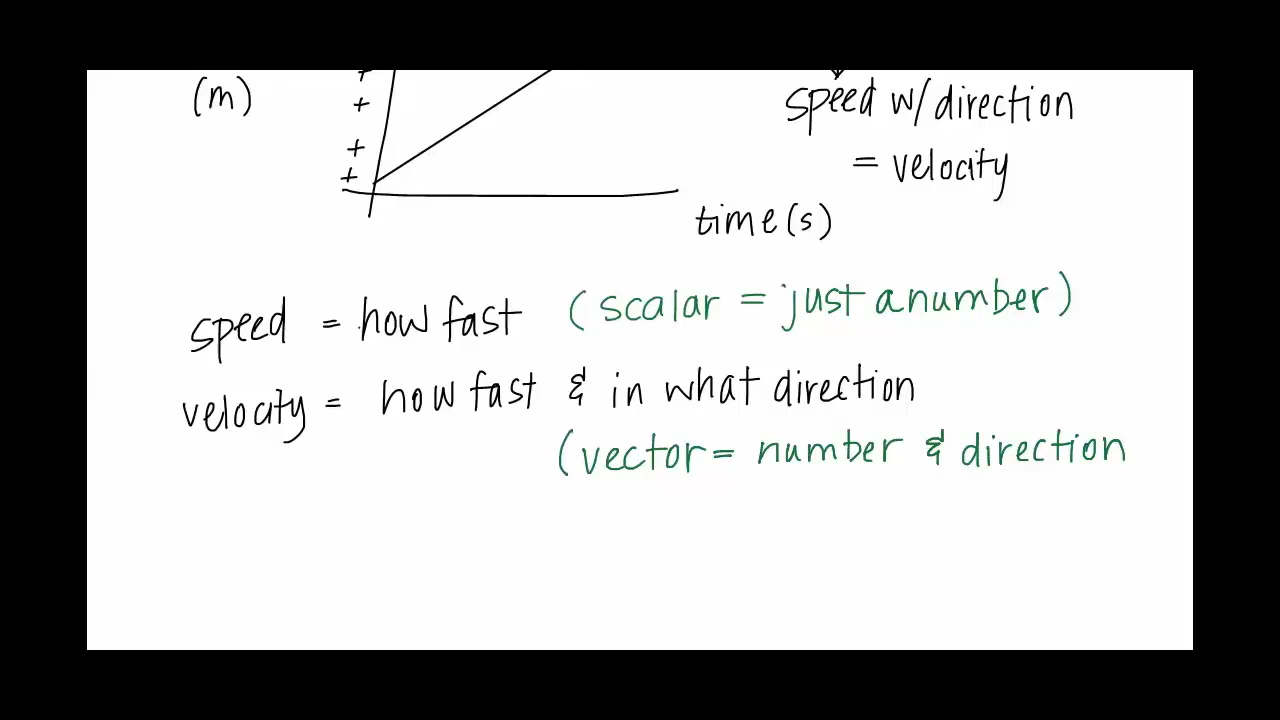 (m)
speed w/direction
= velocity
time (s)
speed = how fast (scalar = just a number)
velocity = how fast & in what direction
(vector = number & direction